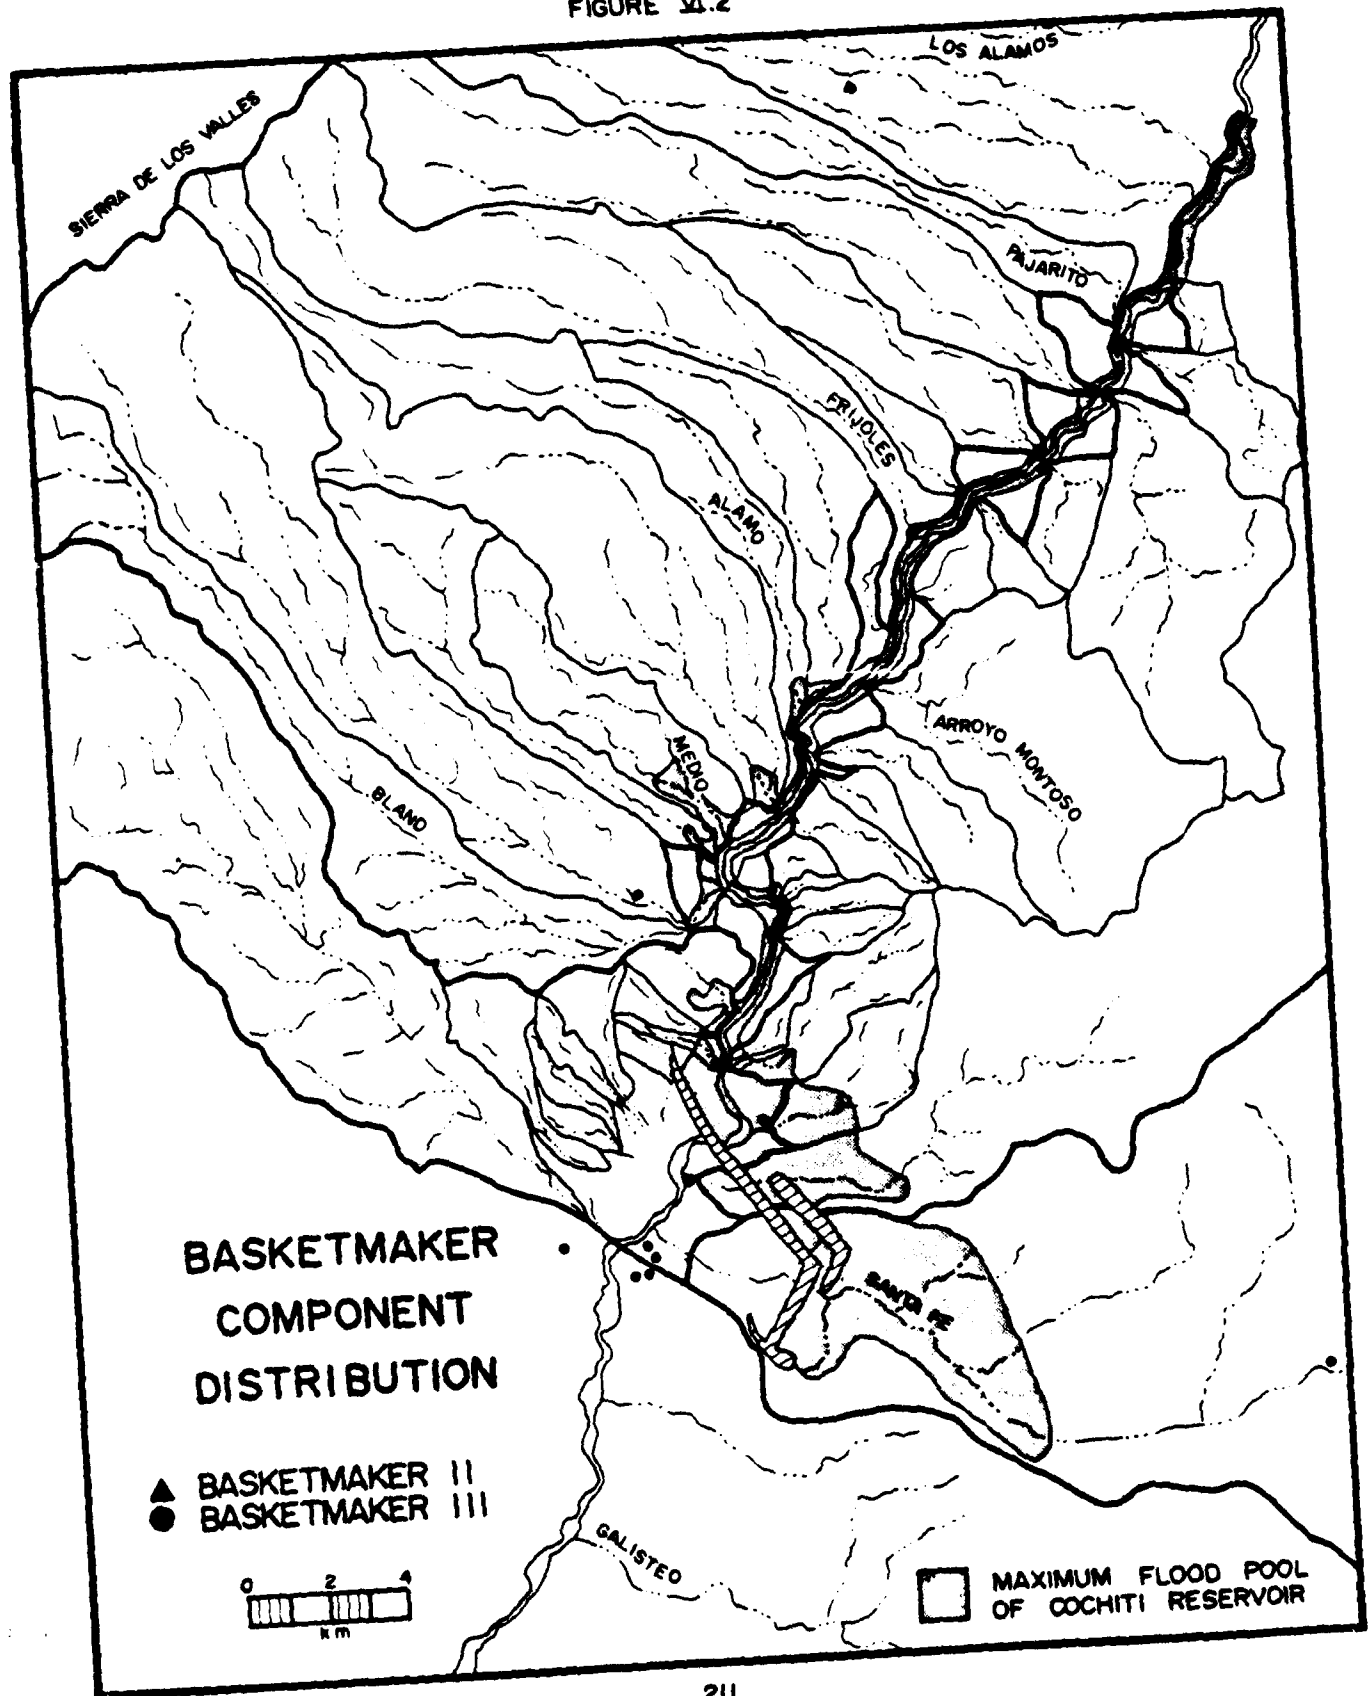 FIGURE VI.2
LOS ALAMOS
SIERRA DE LOS VALLES
PAJARITO
FRIJOLES
ALAMO
ARROYO MONTOSO
MEDIO
BLAND
SANTA FE
BASKETMAKER
COMPONENT
DISTRIBUTION
BASKETMAKER II
BASKETMAKER III
0 2 4
km
GALISTEO
MAXIMUM FLOOD POOL
OF COCHITI RESERVOIR
211